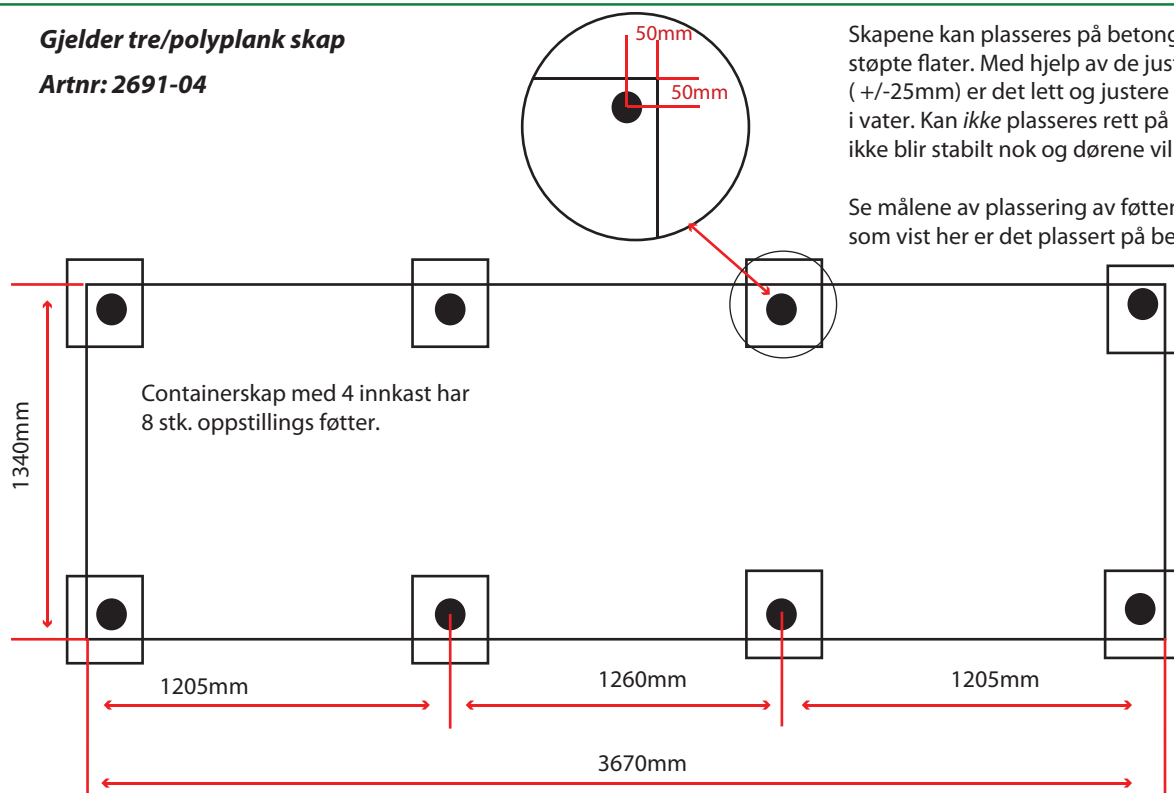 Gjelder tre/polyplank skap
Artnr: 2691-04
50mm
50mm
Skapene kan plasseres på betong
støpte flater. Med hjelp av de just
( +/-25mm) er det lett og justere
i vater. Kan ikke plasseres rett på
ikke blir stabilt nok og dørene vil
Se målene av plassering av føtter
som vist her er det plassert på be
Containerskap med 4 innkast har
8 stk. oppstillings føtter.
1340mm
1205mm
1260mm
1205mm
3670mm